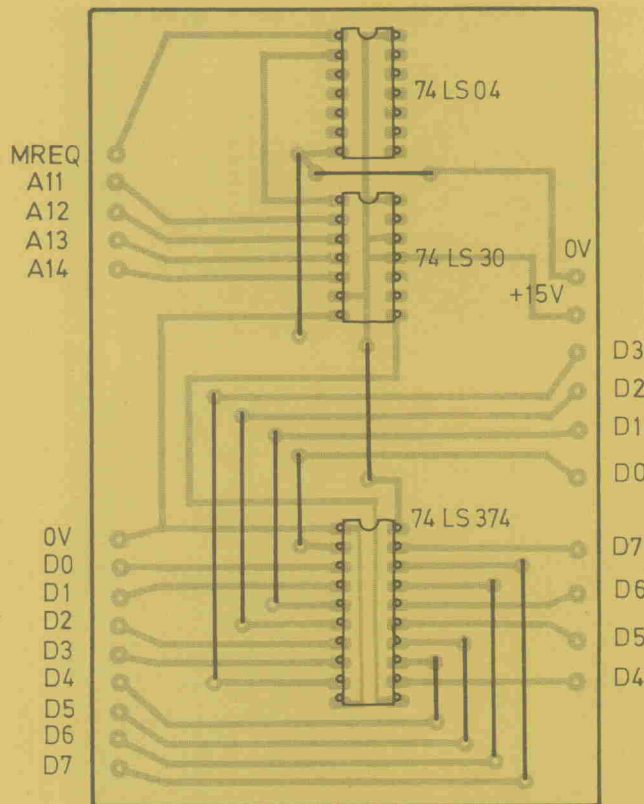 74 LS 04
MREQ
A11
A12
A13
A14
74 LS 30
0V
+15V
D3
D2
D1
D0
74 LS 374
0V
D0
D1
D2
D3
D4
D5
D6
D7
D7
D6
D5
D4